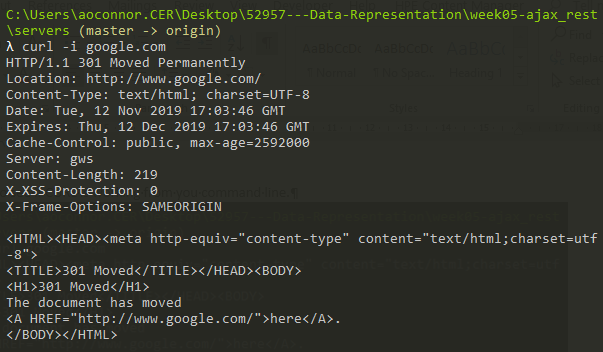 C:\Users\aoconnor.CER\Desktop\52957---Data-Representation\week05-ajax_rest
\servers (master -> origin)
λ curl -i google.com
HTTP/1.1 301 Moved Permanently
Location: http://www.google.com/
Content-Type: text/html; charset=UTF-8
Date: Tue, 12 Nov 2019 17:03:46 GMT
Expires: Thu, 12 Dec 2019 17:03:46 GMT
Cache-Control: public, max-age=2592000
Server: gws
Content-Length: 219
X-XSS-Protection: 0
X-Frame-Options: SAMEORIGIN

<HTML><HEAD><meta http-equiv="content-type" content="text/html;charset=utf
-8">
<TITLE>301 Moved</TITLE></HEAD><BODY>
<H1>301 Moved</H1>
The document has moved
<A HREF="http://www.google.com/">here</A>.
</BODY></HTML>